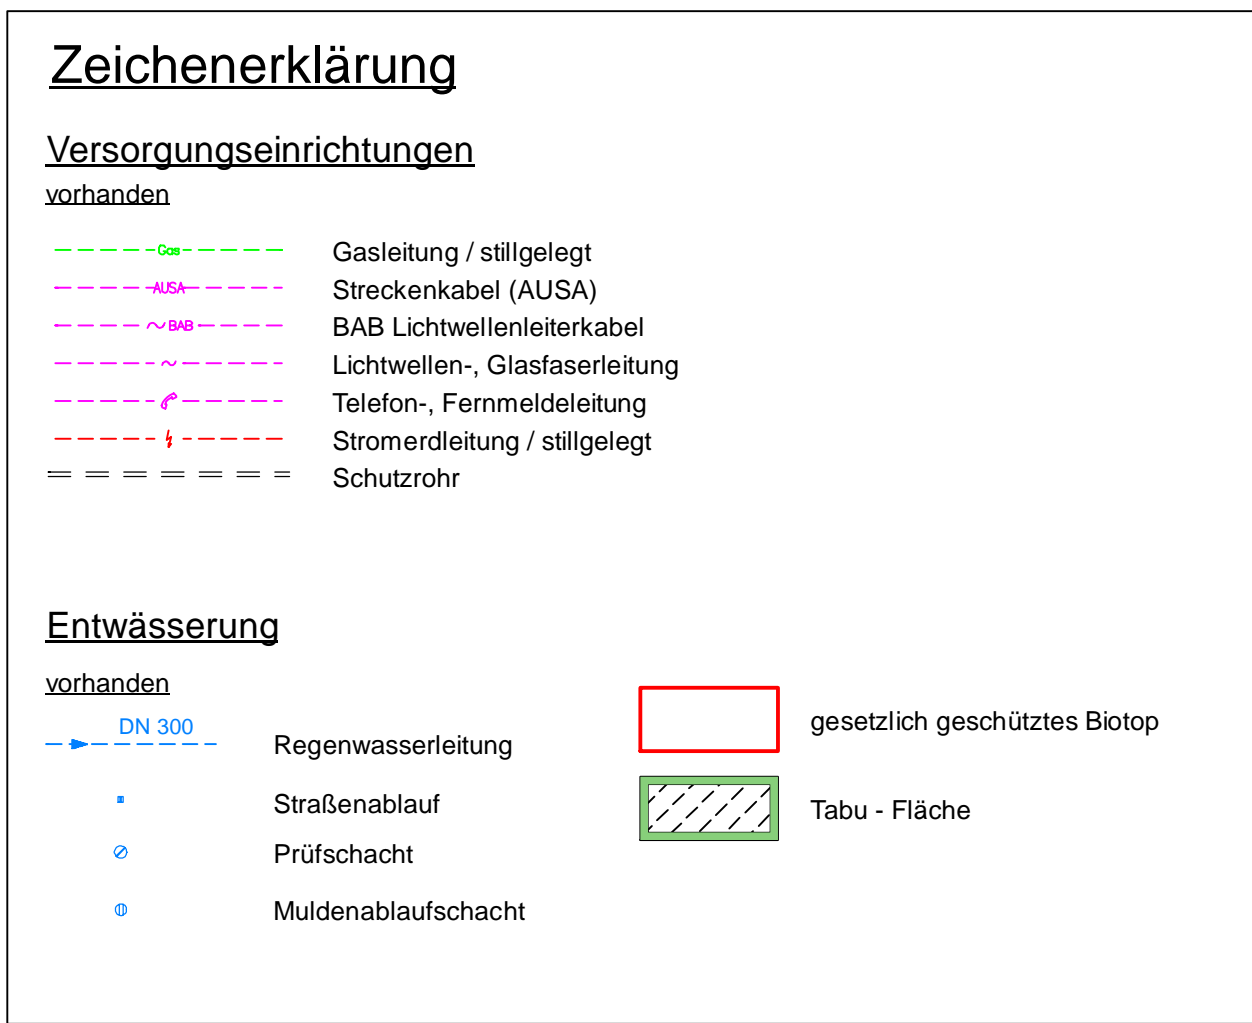 Zeichenerklärung
Versorgungseinrichtungen
vorhanden
Gas Gasleitung / stillgelegt
AUSA Streckenkabel (AUSA)
BAB BAB Lichtwellenleiterkabel
Lichtwellen-, Glasfaserleitung
Telefon-, Fernmeldeleitung
Stromerdleitung / stillgelegt
Schutzrohr
Entwässerung
vorhanden
DN 300
Regenwasserleitung
Straßenablauf
Prüfschacht
Muldenablaufschacht
gesetzlich geschütztes Biotop
Tabu - Fläche